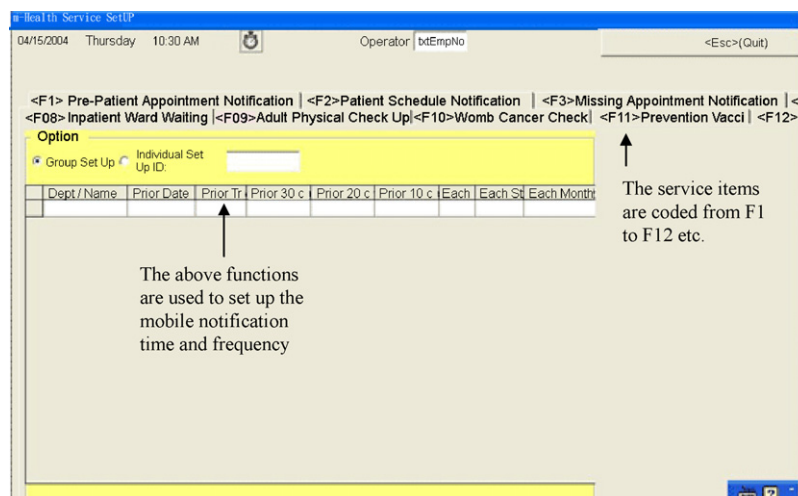 m-Health Service SetUP
04/15/2004 Thursday 10:30 AM Operator txtEmpNo <Esc>(Quit)
<F1> Pre-Patient Appointment Notification | <F2>Patient Schedule Notification | <F3>Missing Appointment Notification | <
<F08> Inpatient Ward Waiting |<F09>Adult Physical Check Up|<F10>Womb Cancer Check| <F11>Prevention Vacci | <F12>
Option
Group Set Up Individual Set
Up ID:
Dept / Name Prior Date Prior Tr Prior 30 c Prior 20 c Prior 10 c Each Each St Each Months
The service items
are coded from F1
to F12 etc.
The above functions
are used to set up the
mobile notification
time and frequency